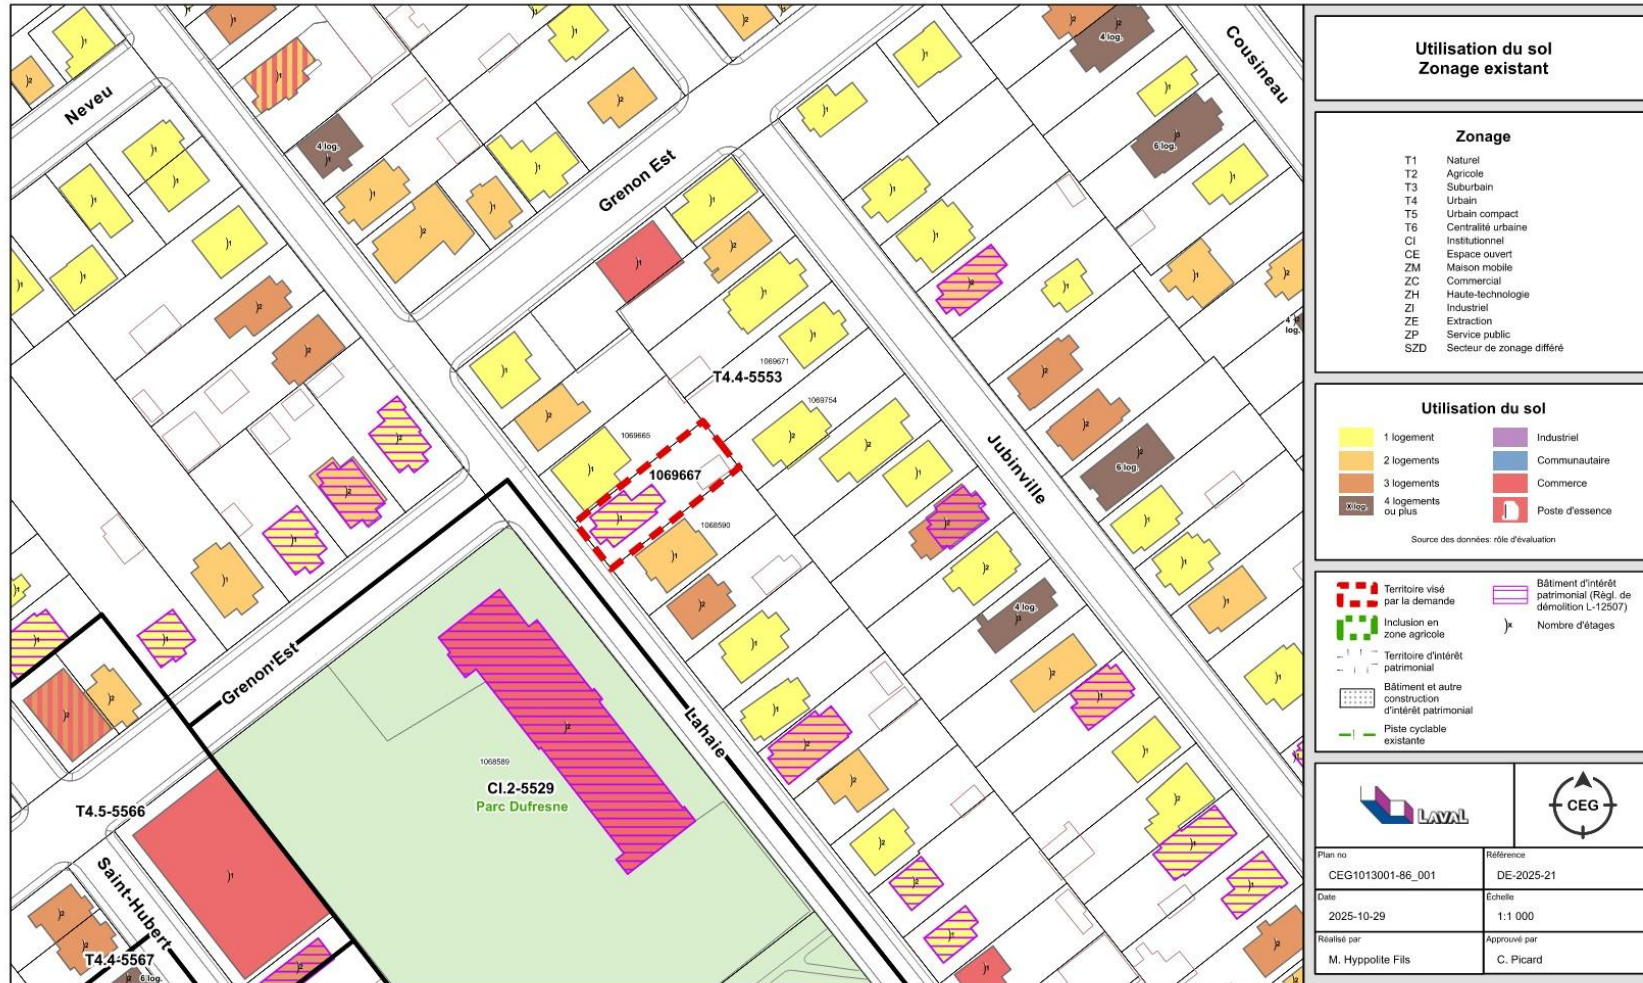 Neveu
Grenon Est
Cousineau
Jubinville
Lahaie
Grenon Est
Saint-Hubert
4 log.
4 log.
6 log.
4 log.
6 log.
4 log.
6 log.
1069671
T4.4-5553
1069754
1069665
1069667
1068590
1068589
CI.2-5529
Parc Dufresne
T4.5-5566
T4.4-5567
Utilisation du sol
Zonage existant
Zonage
T1 Naturel
T2 Agricole
T3 Suburbain
T4 Urbain
T5 Urbain compact
T6 Centralité urbaine
CI Institutionnel
CE Espace ouvert
ZM Maison mobile
ZC Commercial
ZH Haute-technologie
ZI Industriel
ZE Extraction
ZP Service public
SZD Secteur de zonage différé
Utilisation du sol
1 logement
2 logements
3 logements
X log.
4 logements
ou plus
Industriel
Communautaire
Commerce
Poste d'essence
Source des données: rôle d'évaluation
Territoire visé
par la demande
Inclusion en
zone agricole
Territoire d'intérêt
patrimonial
Bâtiment et autre
construction
d'intérêt patrimonial
Piste cyclable
existante
Bâtiment d'intérêt
patrimonial (Règl. de
démolition L-12507)
Nombre d'étages
LAVAL
CEG
Plan no
CEG1013001-86_001
Référence
DE-2025-21
Date
2025-10-29
Échelle
1:1 000
Réalisé par
M. Hyppolite Fils
Approuvé par
C. Picard